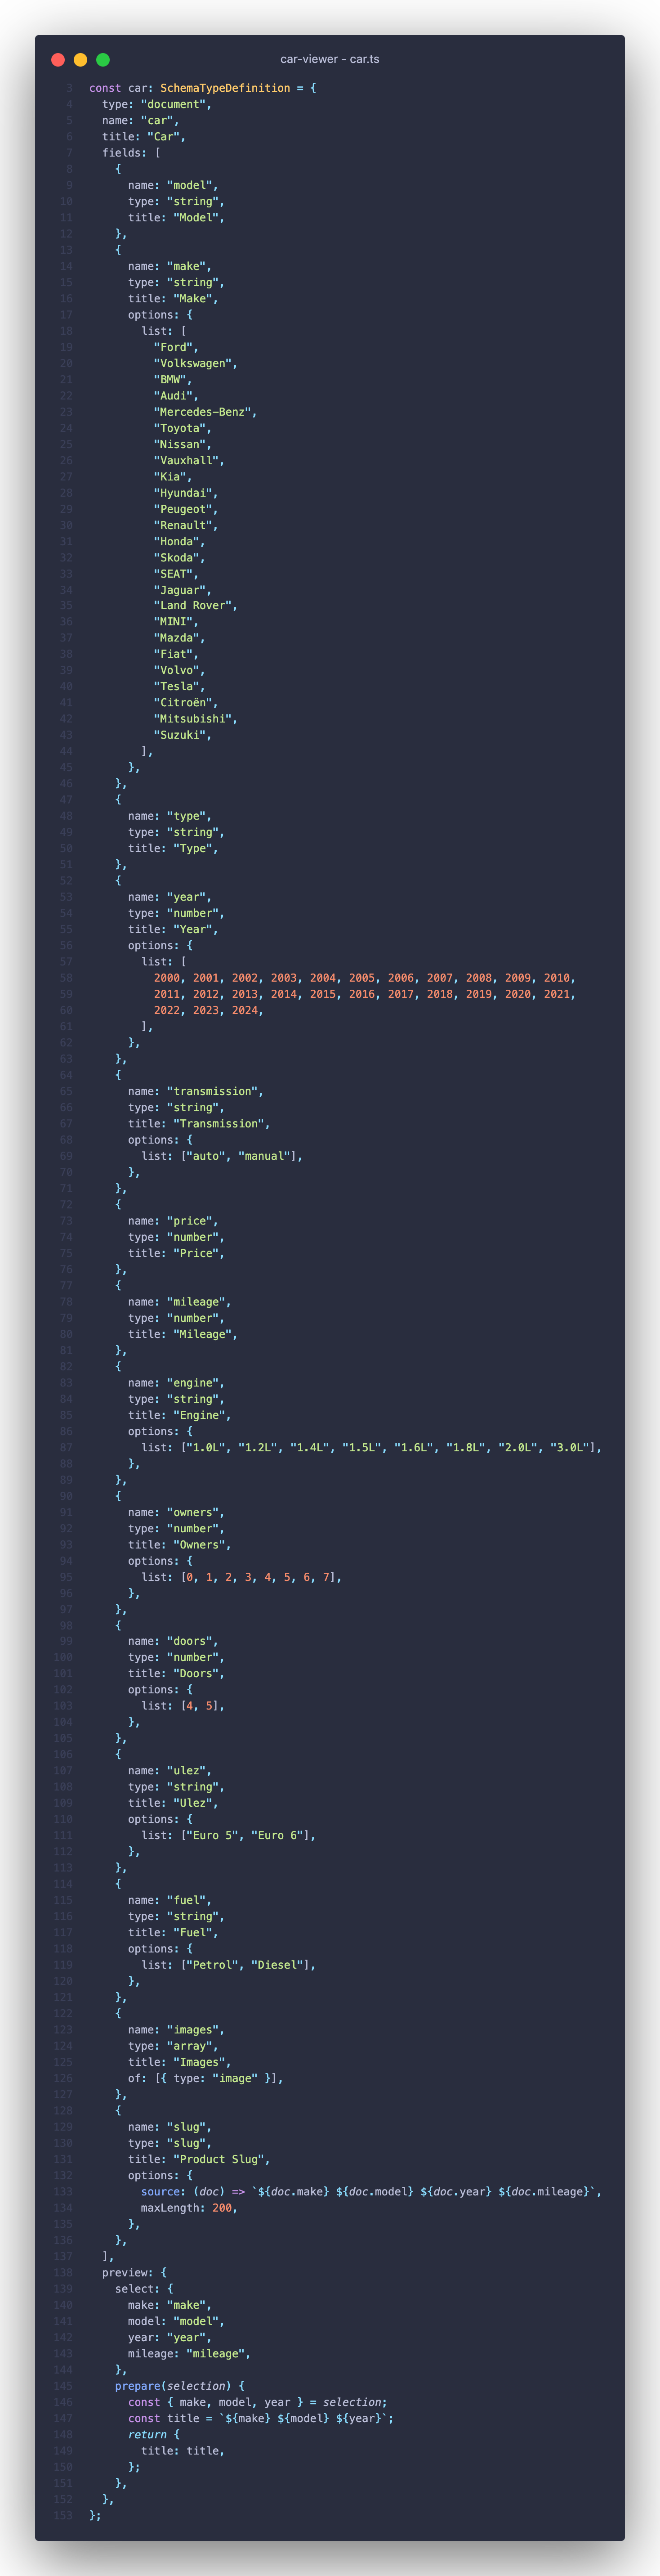 car-viewer - car.ts
3 const car: SchemaTypeDefinition = {
4   type: "document",
5   name: "car",
6   title: "Car",
7   fields: [
8     {
9       name: "model",
10       type: "string",
11       title: "Model",
12     },
13     {
14       name: "make",
15       type: "string",
16       title: "Make",
17       options: {
18         list: [
19           "Ford",
20           "Volkswagen",
21           "BMW",
22           "Audi",
23           "Mercedes-Benz",
24           "Toyota",
25           "Nissan",
26           "Vauxhall",
27           "Kia",
28           "Hyundai",
29           "Peugeot",
30           "Renault",
31           "Honda",
32           "Skoda",
33           "SEAT",
34           "Jaguar",
35           "Land Rover",
36           "MINI",
37           "Mazda",
38           "Fiat",
39           "Volvo",
40           "Tesla",
41           "Citroën",
42           "Mitsubishi",
43           "Suzuki",
44         ],
45       },
46     },
47     {
48       name: "type",
49       type: "string",
50       title: "Type",
51     },
52     {
53       name: "year",
54       type: "number",
55       title: "Year",
56       options: {
57         list: [
58           2000, 2001, 2002, 2003, 2004, 2005, 2006, 2007, 2008, 2009, 2010,
59           2011, 2012, 2013, 2014, 2015, 2016, 2017, 2018, 2019, 2020, 2021,
60           2022, 2023, 2024,
61         ],
62       },
63     },
64     {
65       name: "transmission",
66       type: "string",
67       title: "Transmission",
68       options: {
69         list: ["auto", "manual"],
70       },
71     },
72     {
73       name: "price",
74       type: "number",
75       title: "Price",
76     },
77     {
78       name: "mileage",
79       type: "number",
80       title: "Mileage",
81     },
82     {
83       name: "engine",
84       type: "string",
85       title: "Engine",
86       options: {
87         list: ["1.0L", "1.2L", "1.4L", "1.5L", "1.6L", "1.8L", "2.0L", "3.0L"],
88       },
89     },
90     {
91       name: "owners",
92       type: "number",
93       title: "Owners",
94       options: {
95         list: [0, 1, 2, 3, 4, 5, 6, 7],
96       },
97     },
98     {
99       name: "doors",
100       type: "number",
101       title: "Doors",
102       options: {
103         list: [4, 5],
104       },
105     },
106     {
107       name: "ulez",
108       type: "string",
109       title: "Ulez",
110       options: {
111         list: ["Euro 5", "Euro 6"],
112       },
113     },
114     {
115       name: "fuel",
116       type: "string",
117       title: "Fuel",
118       options: {
119         list: ["Petrol", "Diesel"],
120       },
121     },
122     {
123       name: "images",
124       type: "array",
125       title: "Images",
126       of: [{ type: "image" }],
127     },
128     {
129       name: "slug",
130       type: "slug",
131       title: "Product Slug",
132       options: {
133         source: (doc) => `${doc.make} ${doc.model} ${doc.year} ${doc.mileage}`,
134         maxLength: 200,
135       },
136     },
137   ],
138   preview: {
139     select: {
140       make: "make",
141       model: "model",
142       year: "year",
143       mileage: "mileage",
144     },
145     prepare(selection) {
146       const { make, model, year } = selection;
147       const title = `${make} ${model} ${year}`;
148       return {
149         title: title,
150       };
151     },
152   },
153 };